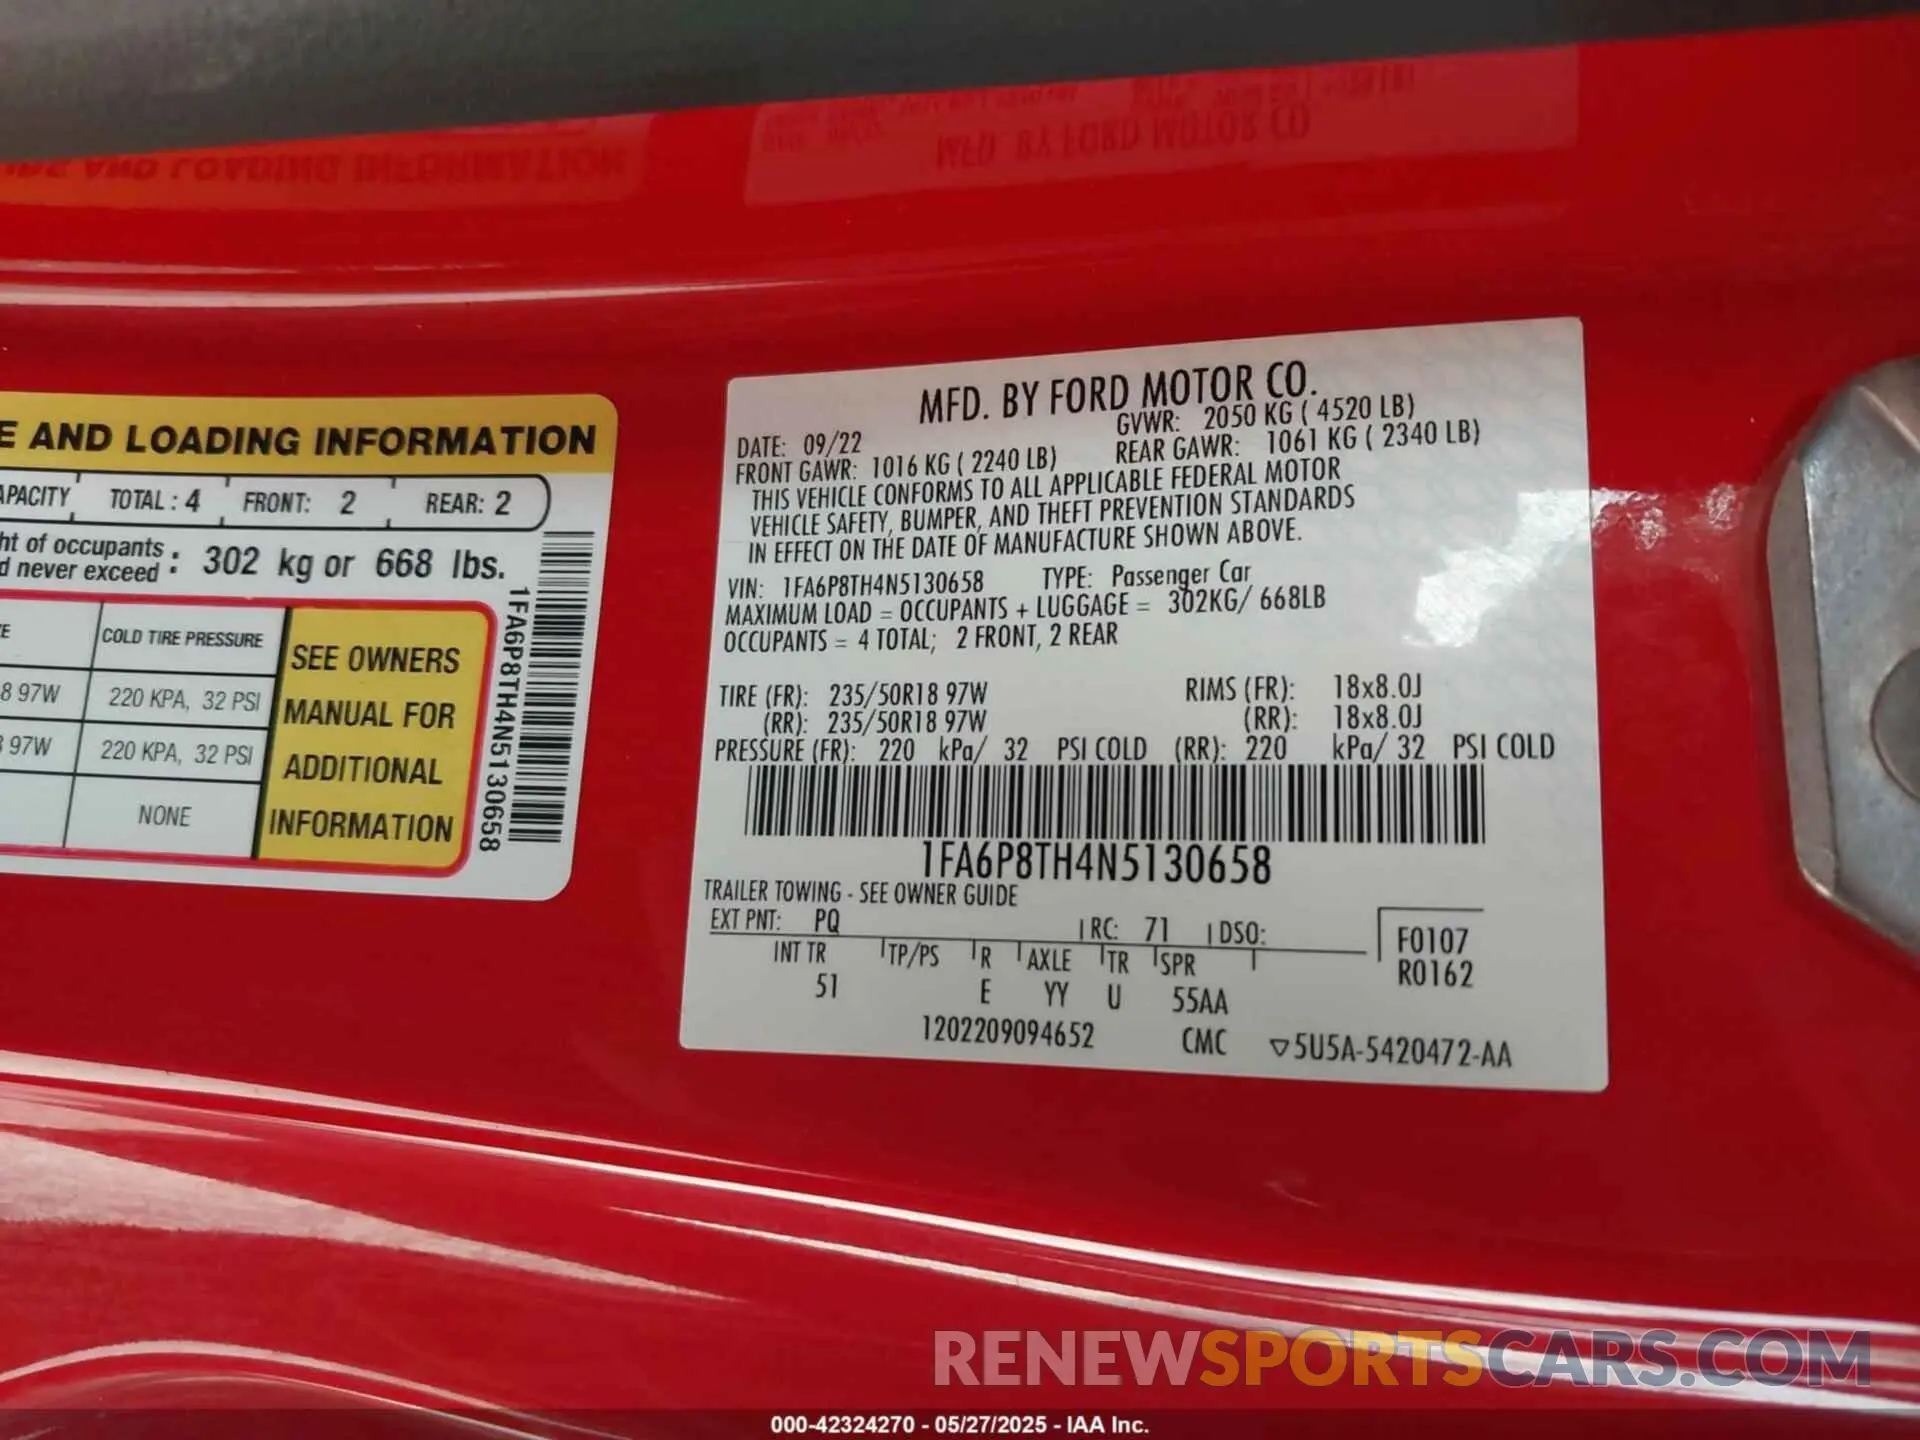 E AND LOADING INFORMATION
APACITY TOTAL : 4 FRONT: 2 REAR: 2
ht of occupants
d never exceed : 302 kg or 668 lbs.
E COLD TIRE PRESSURE
8 97W 220 KPA, 32 PSI
8 97W 220 KPA, 32 PSI
NONE
SEE OWNERS
MANUAL FOR
ADDITIONAL
INFORMATION
1FA6P8TH4N5130658
MFD. BY FORD MOTOR CO.
DATE: 09/22 GVWR: 2050 KG ( 4520 LB)
FRONT GAWR: 1016 KG ( 2240 LB) REAR GAWR: 1061 KG ( 2340 LB)
THIS VEHICLE CONFORMS TO ALL APPLICABLE FEDERAL MOTOR
VEHICLE SAFETY, BUMPER, AND THEFT PREVENTION STANDARDS
IN EFFECT ON THE DATE OF MANUFACTURE SHOWN ABOVE.
VIN: 1FA6P8TH4N5130658 TYPE: Passenger Car
MAXIMUM LOAD = OCCUPANTS + LUGGAGE = 302KG/ 668LB
OCCUPANTS = 4 TOTAL; 2 FRONT, 2 REAR
TIRE (FR): 235/50R18 97W RIMS (FR): 18x8.0J
(RR): 235/50R18 97W (RR): 18x8.0J
PRESSURE (FR): 220 kPa/ 32 PSI COLD (RR): 220 kPa/ 32 PSI COLD
1FA6P8TH4N5130658
TRAILER TOWING - SEE OWNER GUIDE
EXT PNT: PQ RC: 71 DSO: F0107
R0162
INT TR TP/PS R AXLE TR SPR
51 E YY U 55AA
1202209094652 CMC ▽5U5A-5420472-AA
RENEWSPORTSCARS.COM
000-42324270 - 05/27/2025 - IAA Inc.